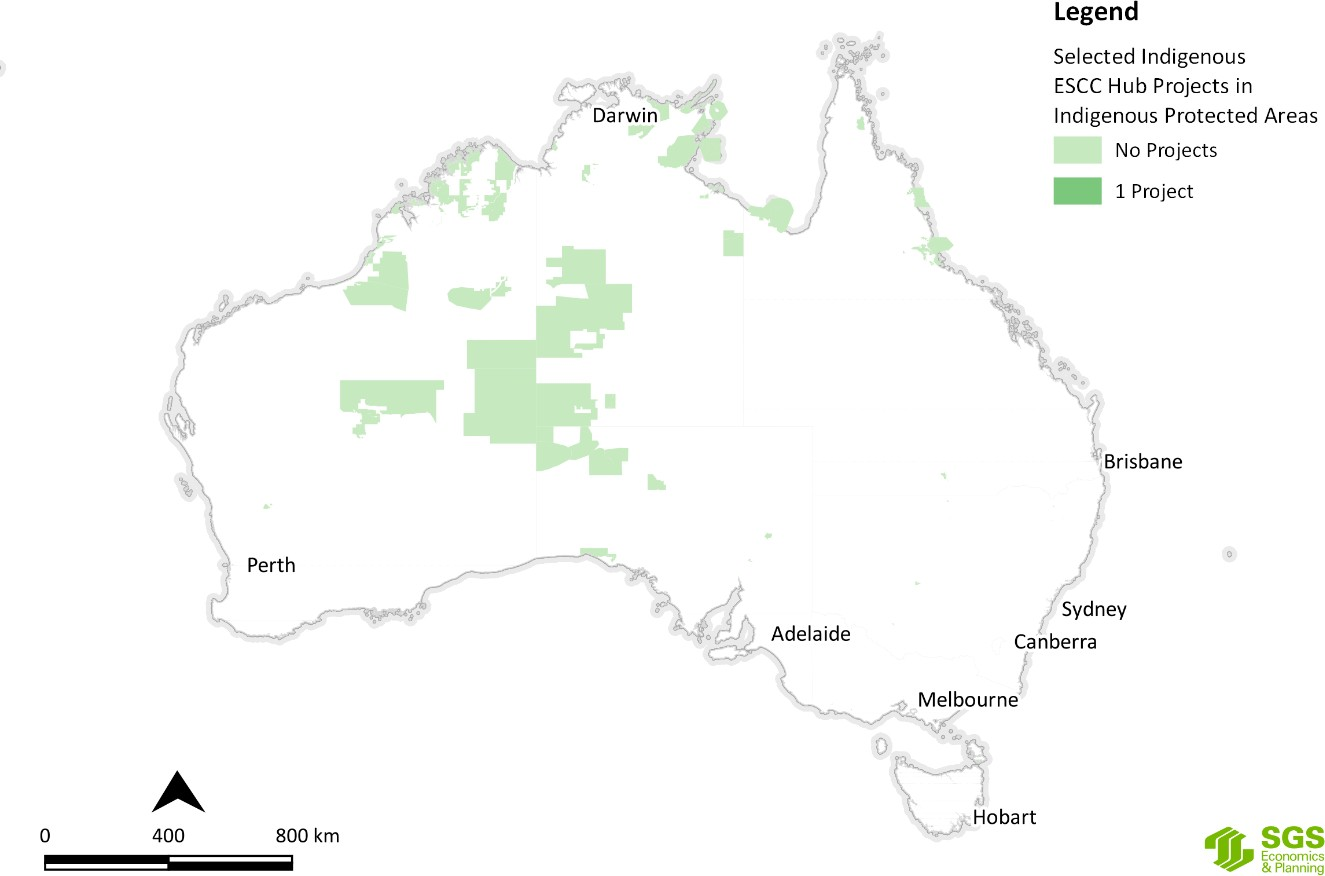 Legend
Selected Indigenous
ESCC Hub Projects in
Indigenous Protected Areas
No Projects
1 Project
Darwin
Brisbane
Perth
Sydney
Adelaide
Canberra
Melbourne
Hobart
0 400 800 km
SGS
Economics
& Planning